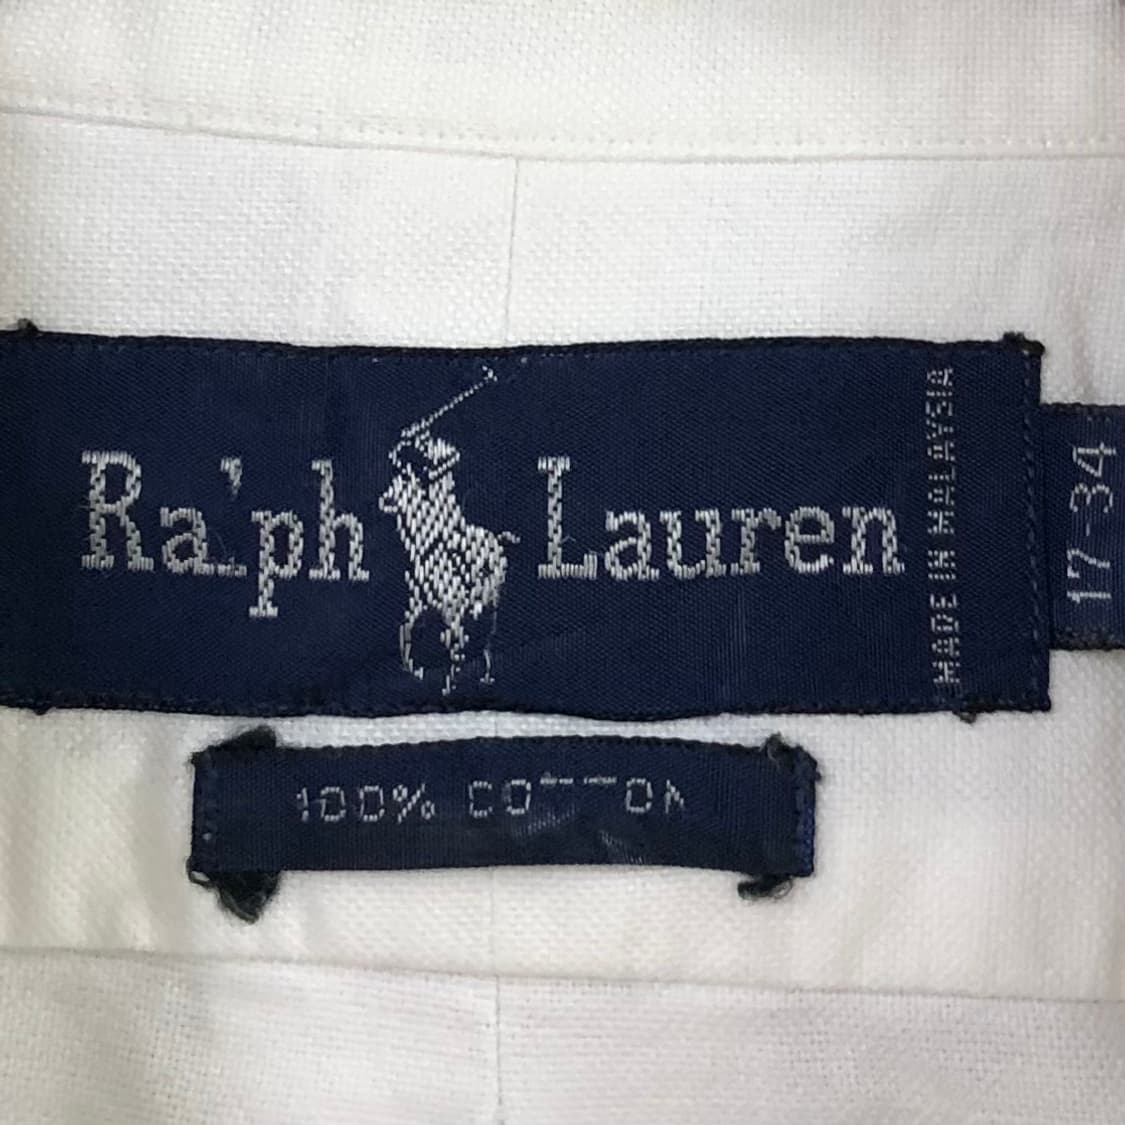 Ralph Lauren
MADE IN MALAYSIA
17-34
100% COTTON